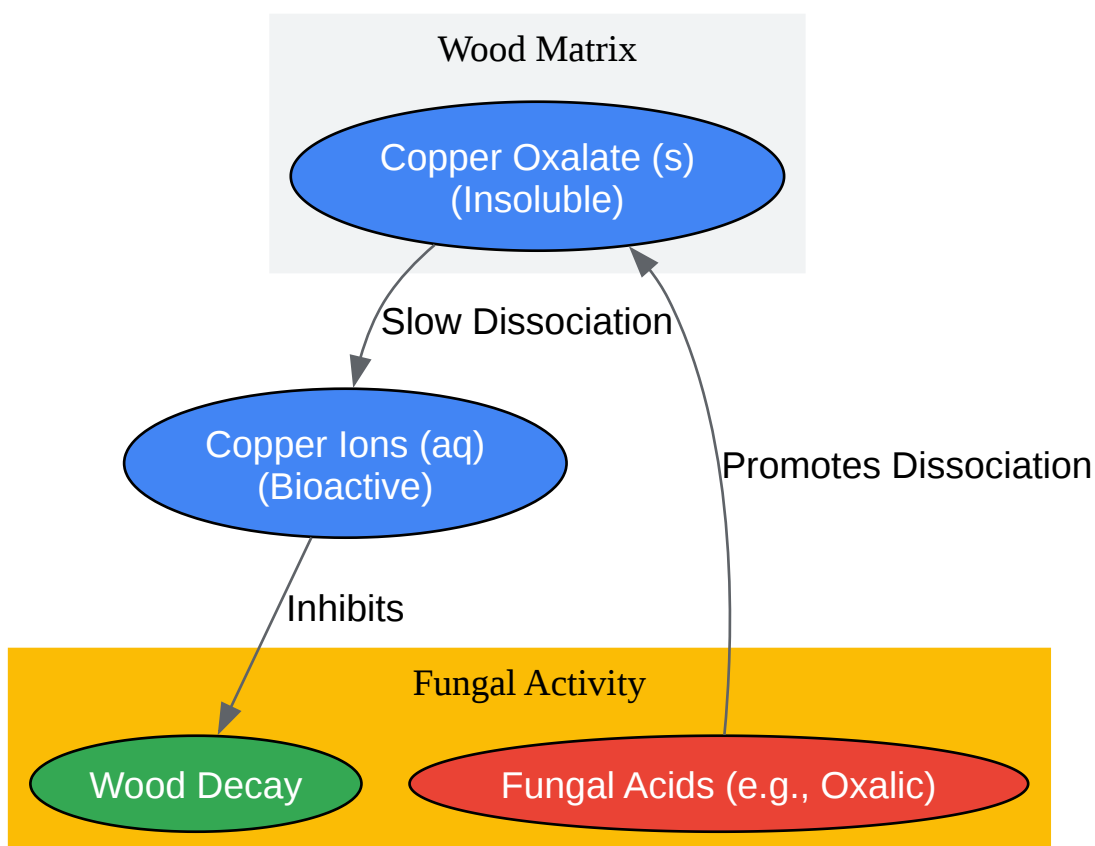 Wood Matrix
Copper Oxalate (s)
(Insoluble)
Slow Dissociation
Copper Ions (aq)
(Bioactive)
Promotes Dissociation
Inhibits
Fungal Activity
Wood Decay
Fungal Acids (e.g., Oxalic)